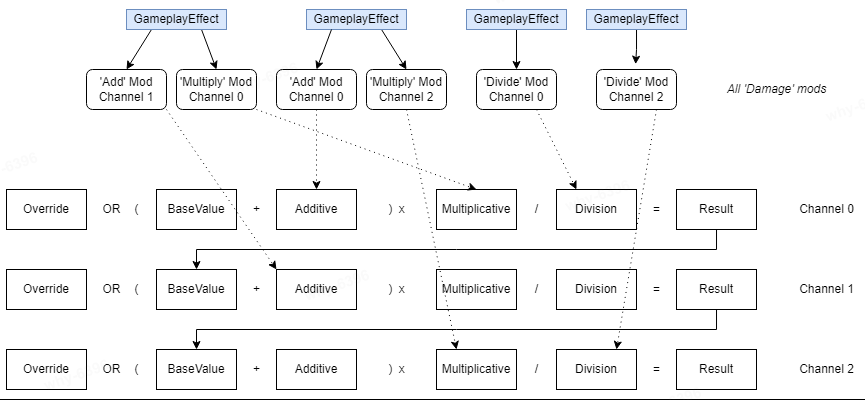 GameplayEffect GameplayEffect GameplayEffect GameplayEffect
'Add' Mod 'Multiply' Mod 'Add' Mod 'Multiply' Mod 'Divide' Mod 'Divide' Mod
Channel 1 Channel 0 Channel 0 Channel 2 Channel 0 Channel 2
All 'Damage' mods
Override OR ( BaseValue + Additive ) x Multiplicative / Division = Result Channel 0
Override OR ( BaseValue + Additive ) x Multiplicative / Division = Result Channel 1
Override OR ( BaseValue + Additive ) x Multiplicative / Division = Result Channel 2